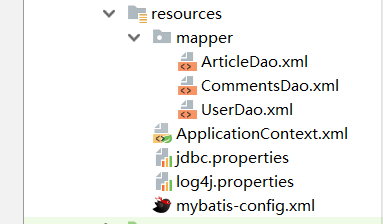 resources
mapper
ArticleDao.xml
CommentsDao.xml
UserDao.xml
ApplicationContext.xml
jdbc.properties
log4j.properties
mybatis-config.xml